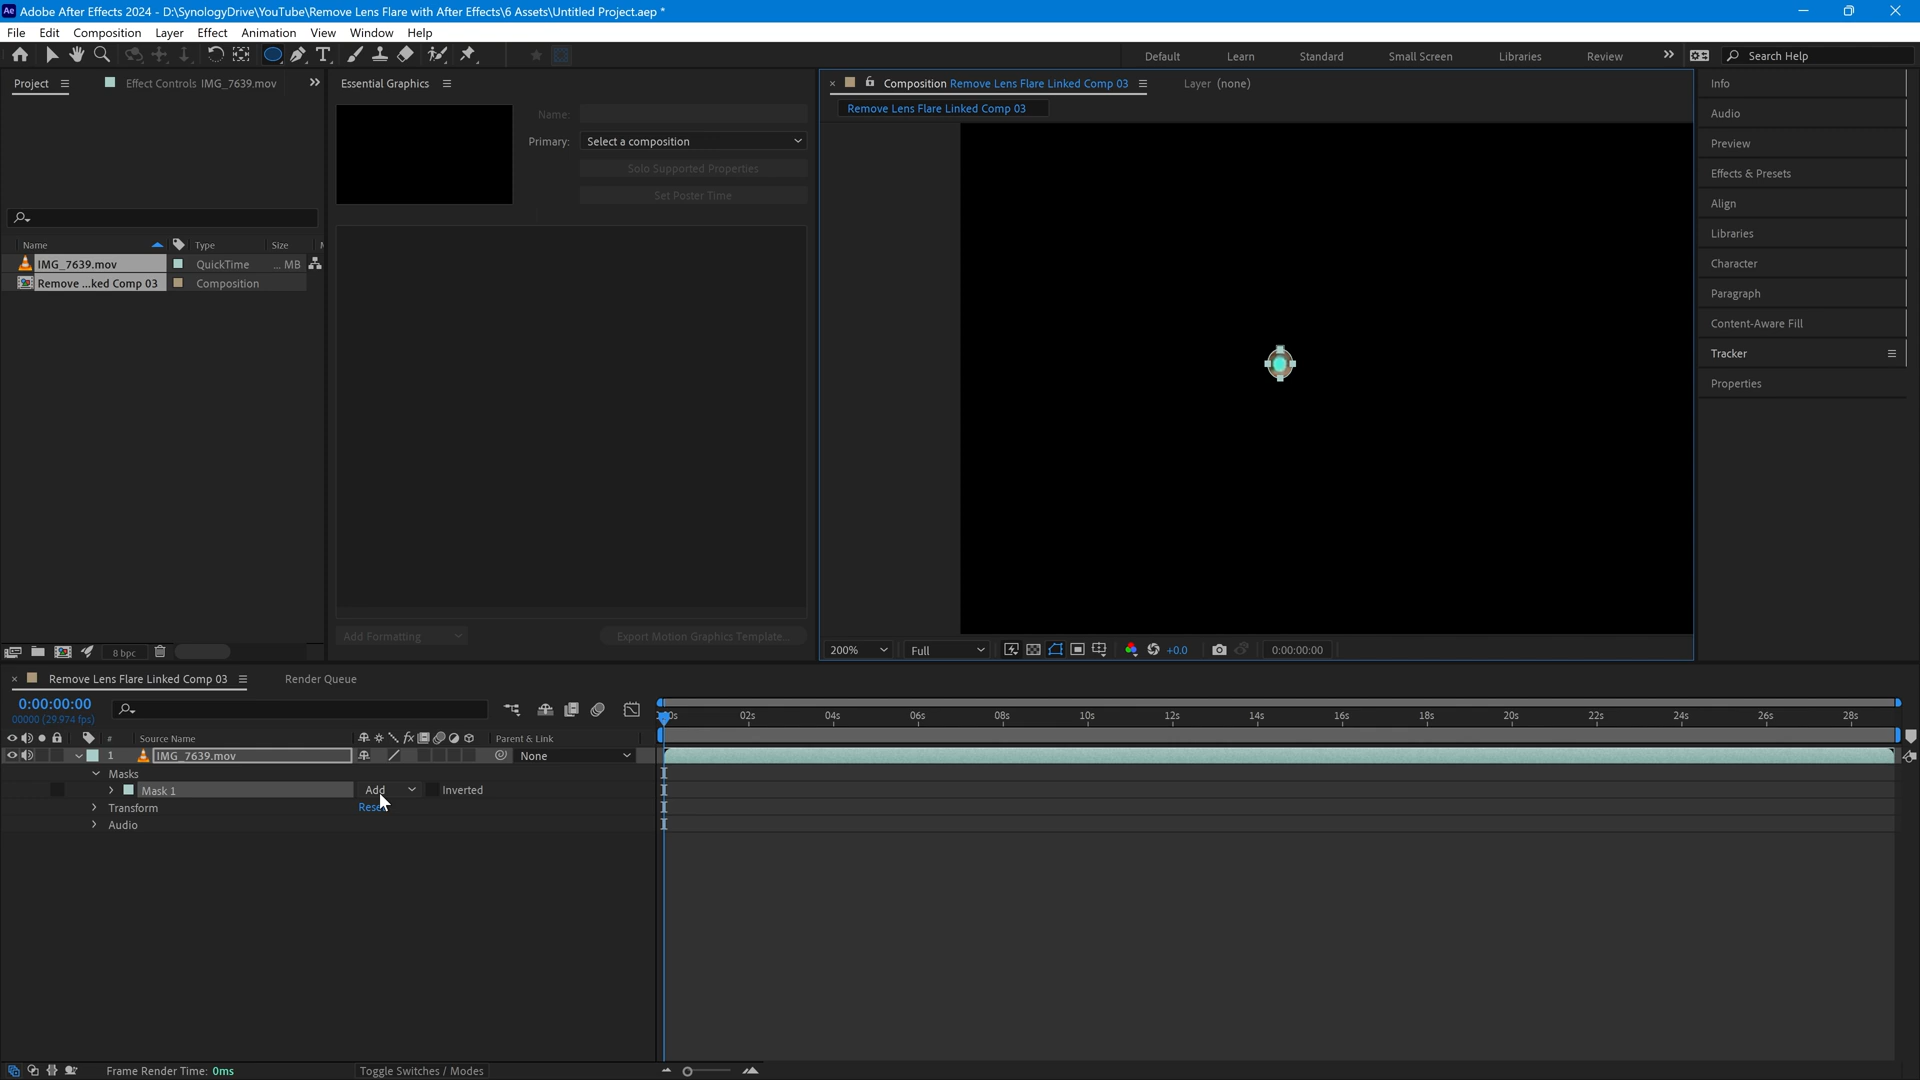 Ae Adobe After Effects 2024 - D:\SynologyDrive\YouTube\Remove Lens Flare with After Effects\6 Assets\Untitled Project.aep *
File Edit Composition Layer Effect Animation View Window Help
Default Learn Standard Small Screen Libraries Review Search Help
Project Effect Controls IMG_7639.mov
Essential Graphics
Name:
Primary: Select a composition
Solo Supported Properties
Set Poster Time
Composition Remove Lens Flare Linked Comp 03 Layer (none)
Remove Lens Flare Linked Comp 03
Info
Audio
Preview
Effects & Presets
Align
Libraries
Character
Paragraph
Content-Aware Fill
Tracker
Properties
Name Type Size
IMG_7639.mov QuickTime ... MB
Remove ...ked Comp 03 Composition
Add Formatting Export Motion Graphics Template...
8 bpc
200% Full +0.0 0:00:00:00
Remove Lens Flare Linked Comp 03 Render Queue
0:00:00:00
00000 (29.974 fps)
02s 04s 06s 08s 10s 12s 14s 16s 18s 20s 22s 24s 26s 28s
# Source Name Parent & Link
1 IMG_7639.mov None
Masks
Mask 1 Add Inverted
Transform
Audio
Frame Render Time: 0ms Toggle Switches / Modes